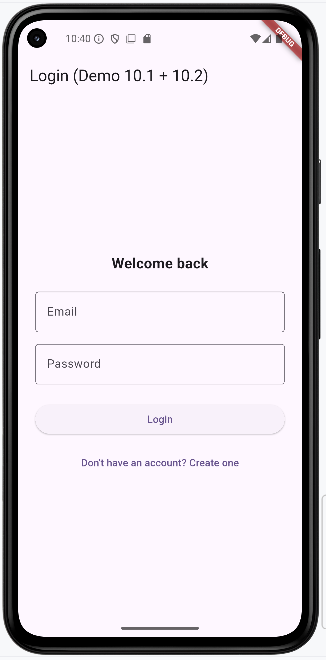 10:40
DEBUG
Login (Demo 10.1 + 10.2)
Welcome back
Email
Password
Login
Don't have an account? Create one